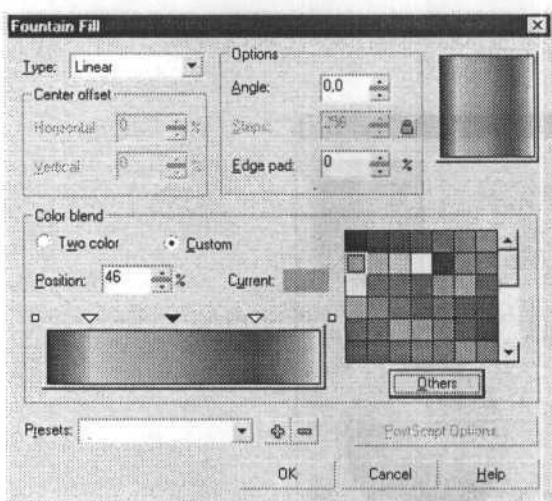 Fountain Fill
Type: Linear
Options
Angle: 0,0
Steps: 256
Edge pad: 0 %
Center offset
Horizontal 0 %
Vertical 0 %
Color blend
Two color Custom
Position: 46 % Current:
Others
Presets:
PostScript Options
OK Cancel Help